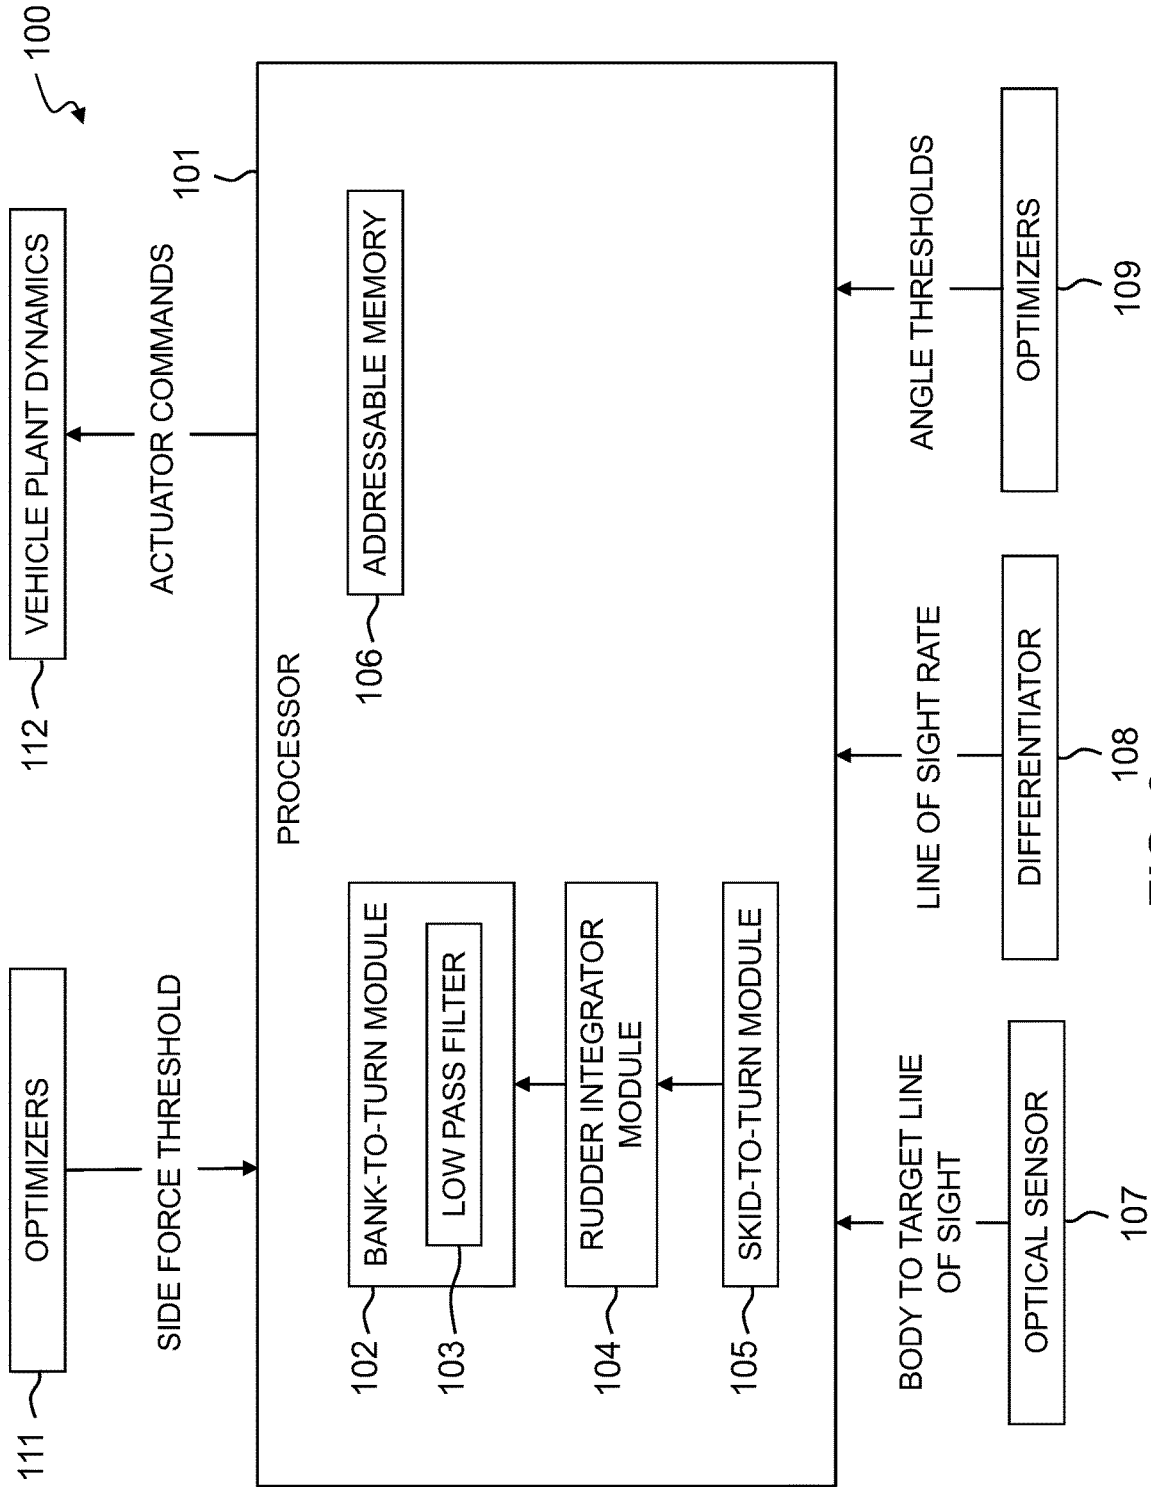 100
111
OPTIMIZERS
112
VEHICLE PLANT DYNAMICS
SIDE FORCE THRESHOLD
ACTUATOR COMMANDS
101
PROCESSOR
102
BANK-TO-TURN MODULE
103
LOW PASS FILTER
106
ADDRESSABLE MEMORY
104
RUDDER INTEGRATOR
MODULE
105
SKID-TO-TURN MODULE
BODY TO TARGET LINE
OF SIGHT
LINE OF SIGHT RATE
ANGLE THRESHOLDS
OPTICAL SENSOR
DIFFERENTIATOR
OPTIMIZERS
107
108
109